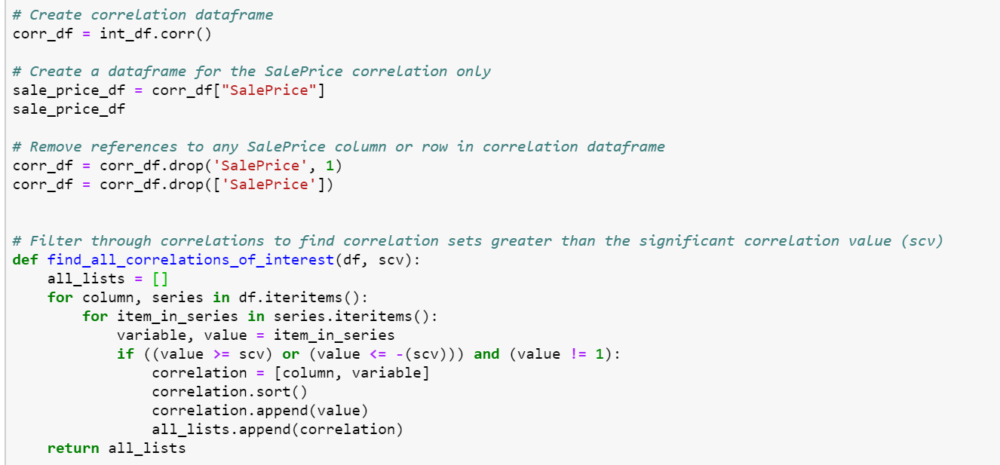 # Create correlation dataframe
corr_df = int_df.corr()
# Create a dataframe for the SalePrice correlation only
sale_price_df = corr_df["SalePrice"]
sale_price_df
# Remove references to any SalePrice column or row in correlation dataframe
corr_df = corr_df.drop('SalePrice', 1)
corr_df = corr_df.drop(['SalePrice'])
# Filter through correlations to find correlation sets greater than the significant correlation value (scv)
def find_all_correlations_of_interest(df, scv):
    all_lists = []
    for column, series in df.iteritems():
        for item_in_series in series.iteritems():
            variable, value = item_in_series
            if ((value >= scv) or (value <= -(scv))) and (value != 1):
                correlation = [column, variable]
                correlation.sort()
                correlation.append(value)
                all_lists.append(correlation)
    return all_lists